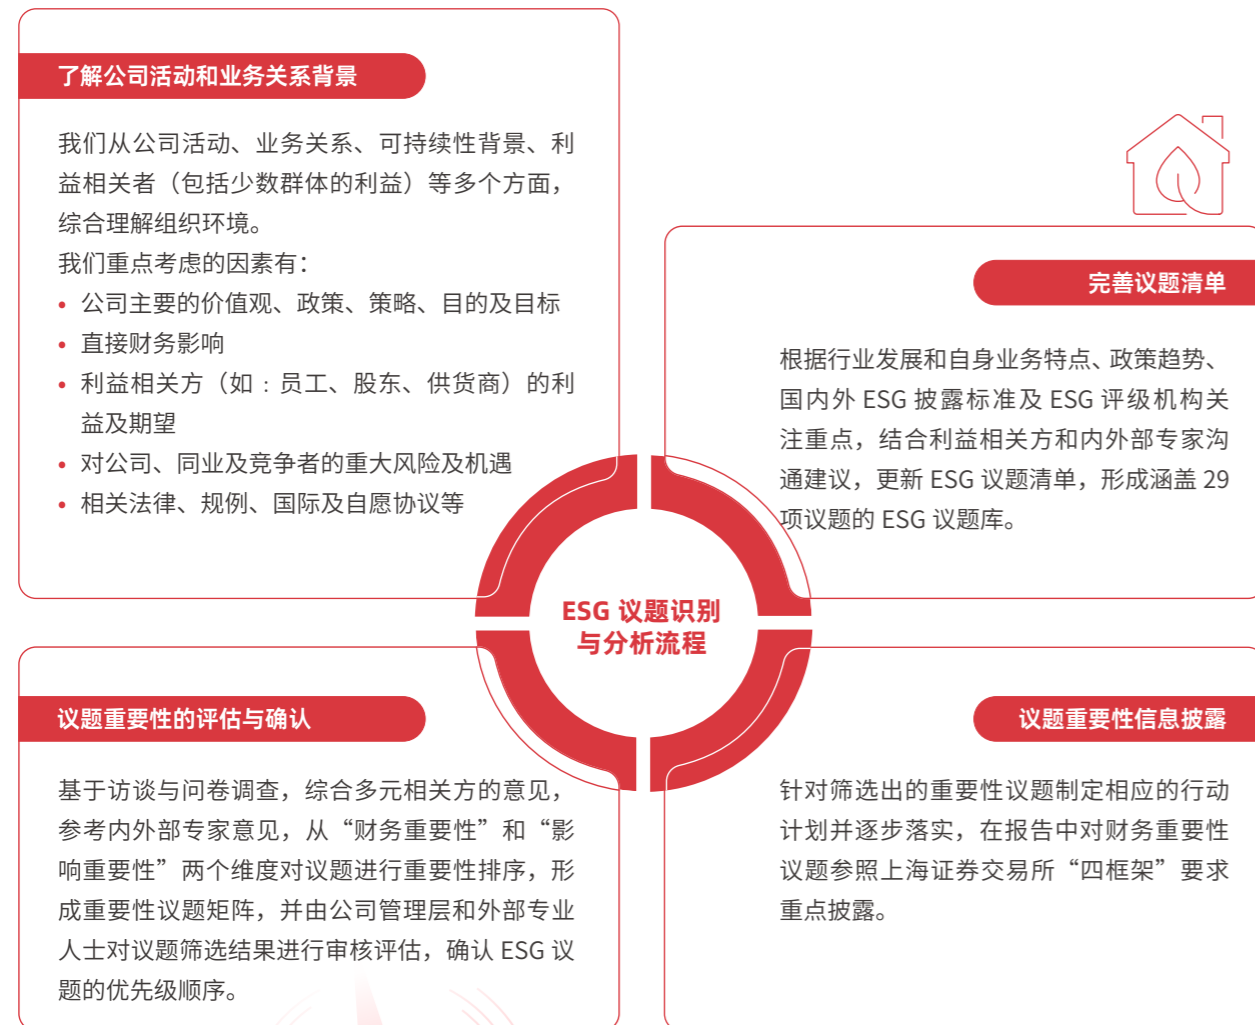 了解公司活动和业务关系背景
我们从公司活动、业务关系、可持续性背景、利
益相关者（包括少数群体的利益）等多个方面，
综合理解组织环境。
我们重点考虑的因素有：
• 公司主要的价值观、政策、策略、目的及目标
• 直接财务影响
• 利益相关方（如：员工、股东、供货商）的利
益及期望
• 对公司、同业及竞争者的重大风险及机遇
• 相关法律、规例、国际及自愿协议等
完善议题清单
根据行业发展和自身业务特点、政策趋势、
国内外 ESG 披露标准及 ESG 评级机构关
注重点，结合利益相关方和内外部专家沟
通建议，更新 ESG 议题清单，形成涵盖 29
项议题的 ESG 议题库。
ESG 议题识别
与分析流程
议题重要性的评估与确认
基于访谈与问卷调查，综合多元相关方的意见，
参考内外部专家意见，从“财务重要性”和“影
响重要性”两个维度对议题进行重要性排序，形
成重要性议题矩阵，并由公司管理层和外部专业
人士对议题筛选结果进行审核评估，确认 ESG 议
题的优先级顺序。
议题重要性信息披露
针对筛选出的重要性议题制定相应的行动
计划并逐步落实，在报告中对财务重要性
议题参照上海证券交易所“四框架”要求
重点披露。